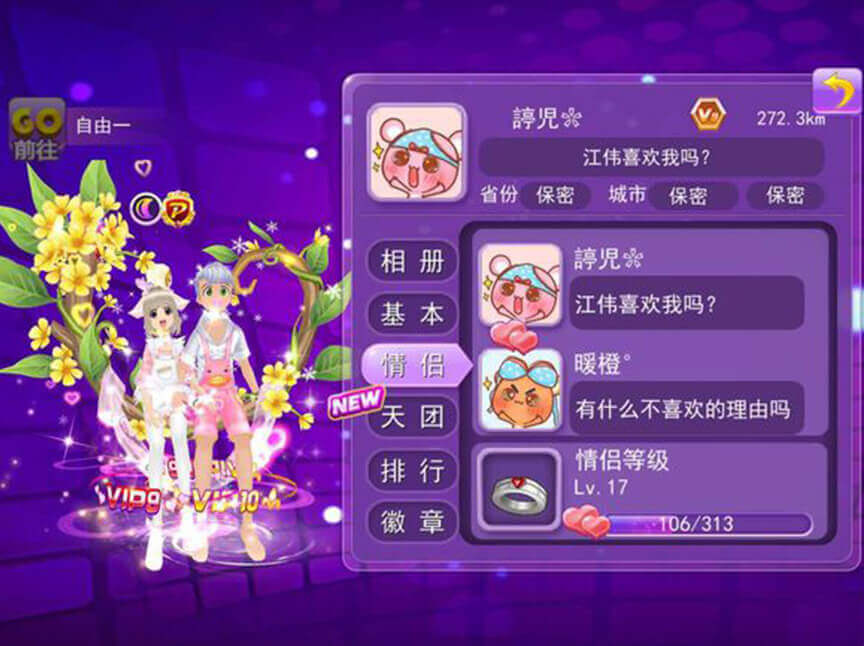 GO
前往
自由一
VIP9
婷児❊
272.3km
江伟喜欢我吗?
省份 保密 城市 保密 保密
相册
基本
情侣
NEW
天团
排行
徽章
婷児❊
江伟喜欢我吗?
暖橙°
有什么不喜欢的理由吗
情侣等级
Lv.17
106/313